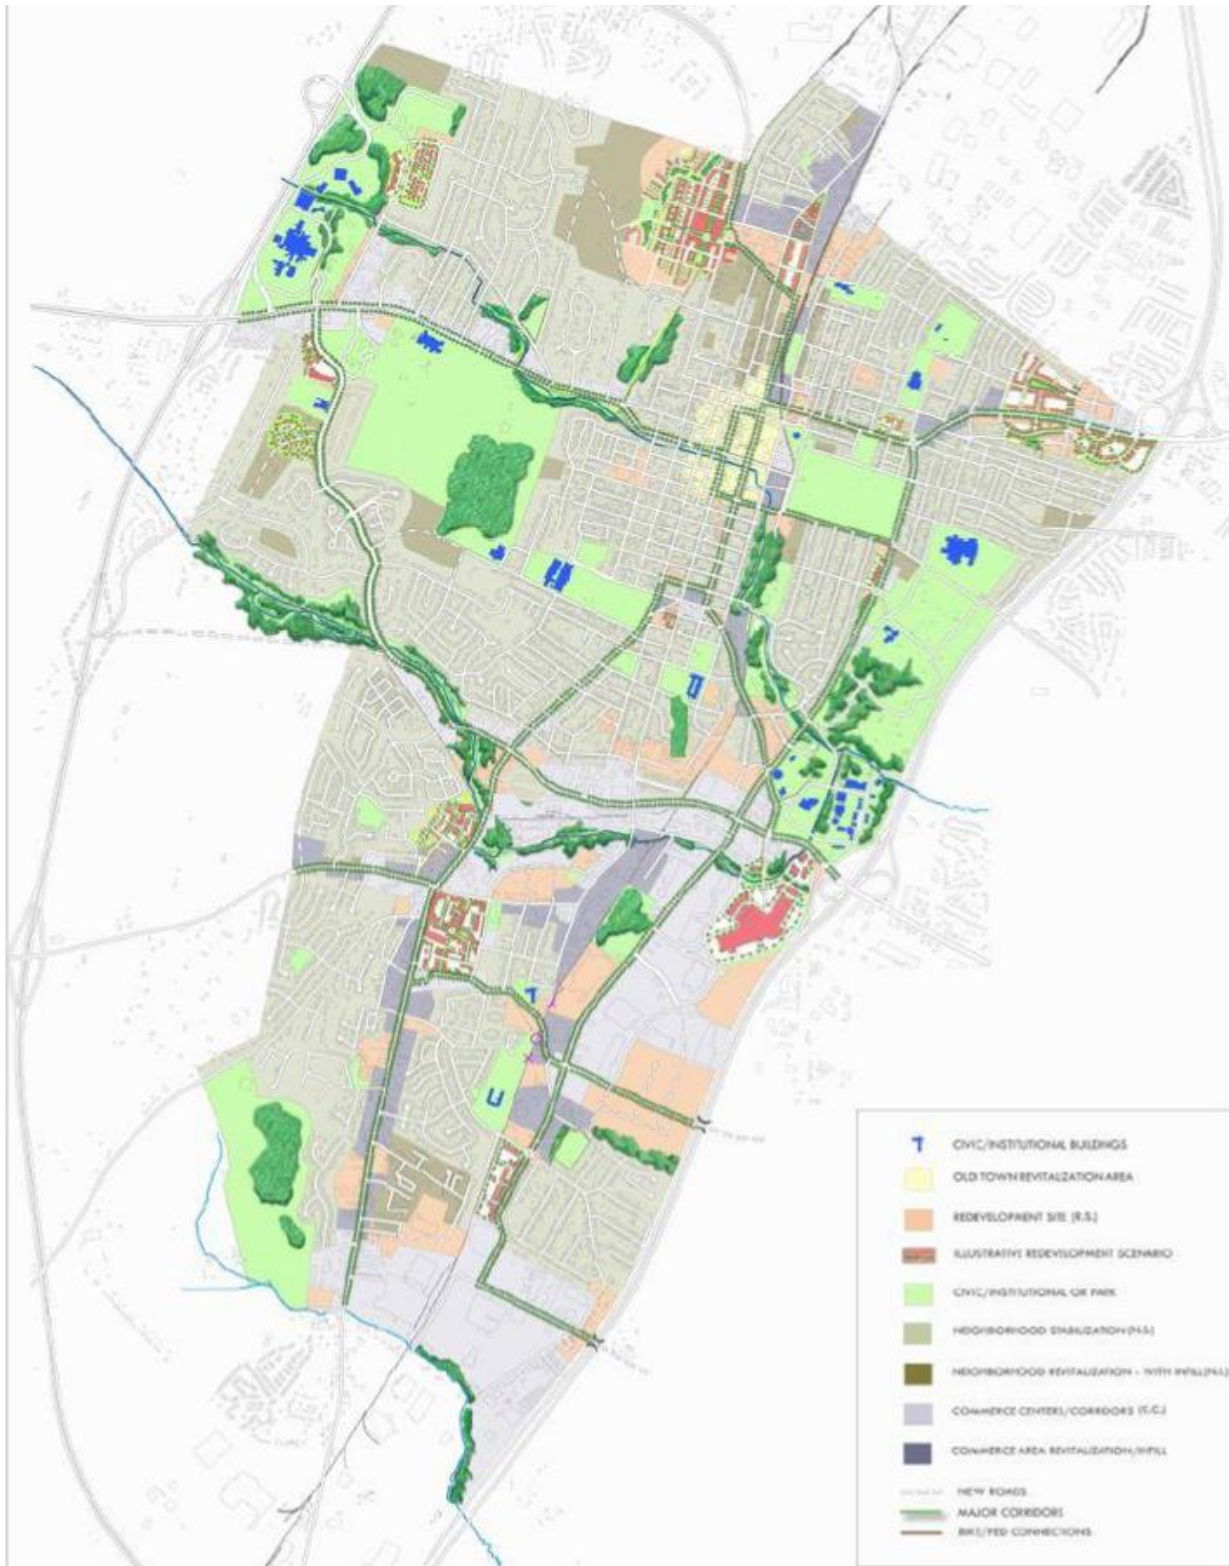 CIVIC/INSTITUTIONAL BUILDINGS
OLD TOWN REVITALIZATION AREA
REDEVELOPMENT SITE (R.S.)
ILLUSTRATIVE REDEVELOPMENT SCENARIO
CIVIC/INSTITUTIONAL OR PARK
NEIGHBORHOOD STABILIZATION (N.S.)
NEIGHBORHOOD REVITALIZATION - WITH INFILL (N.I.)
COMMERCE CENTERS/CORRIDORS (C.C.)
COMMERCE AREA REVITALIZATION/INFILL
NEW ROADS
MAJOR CORRIDORS
BIKE/PED CONNECTIONS